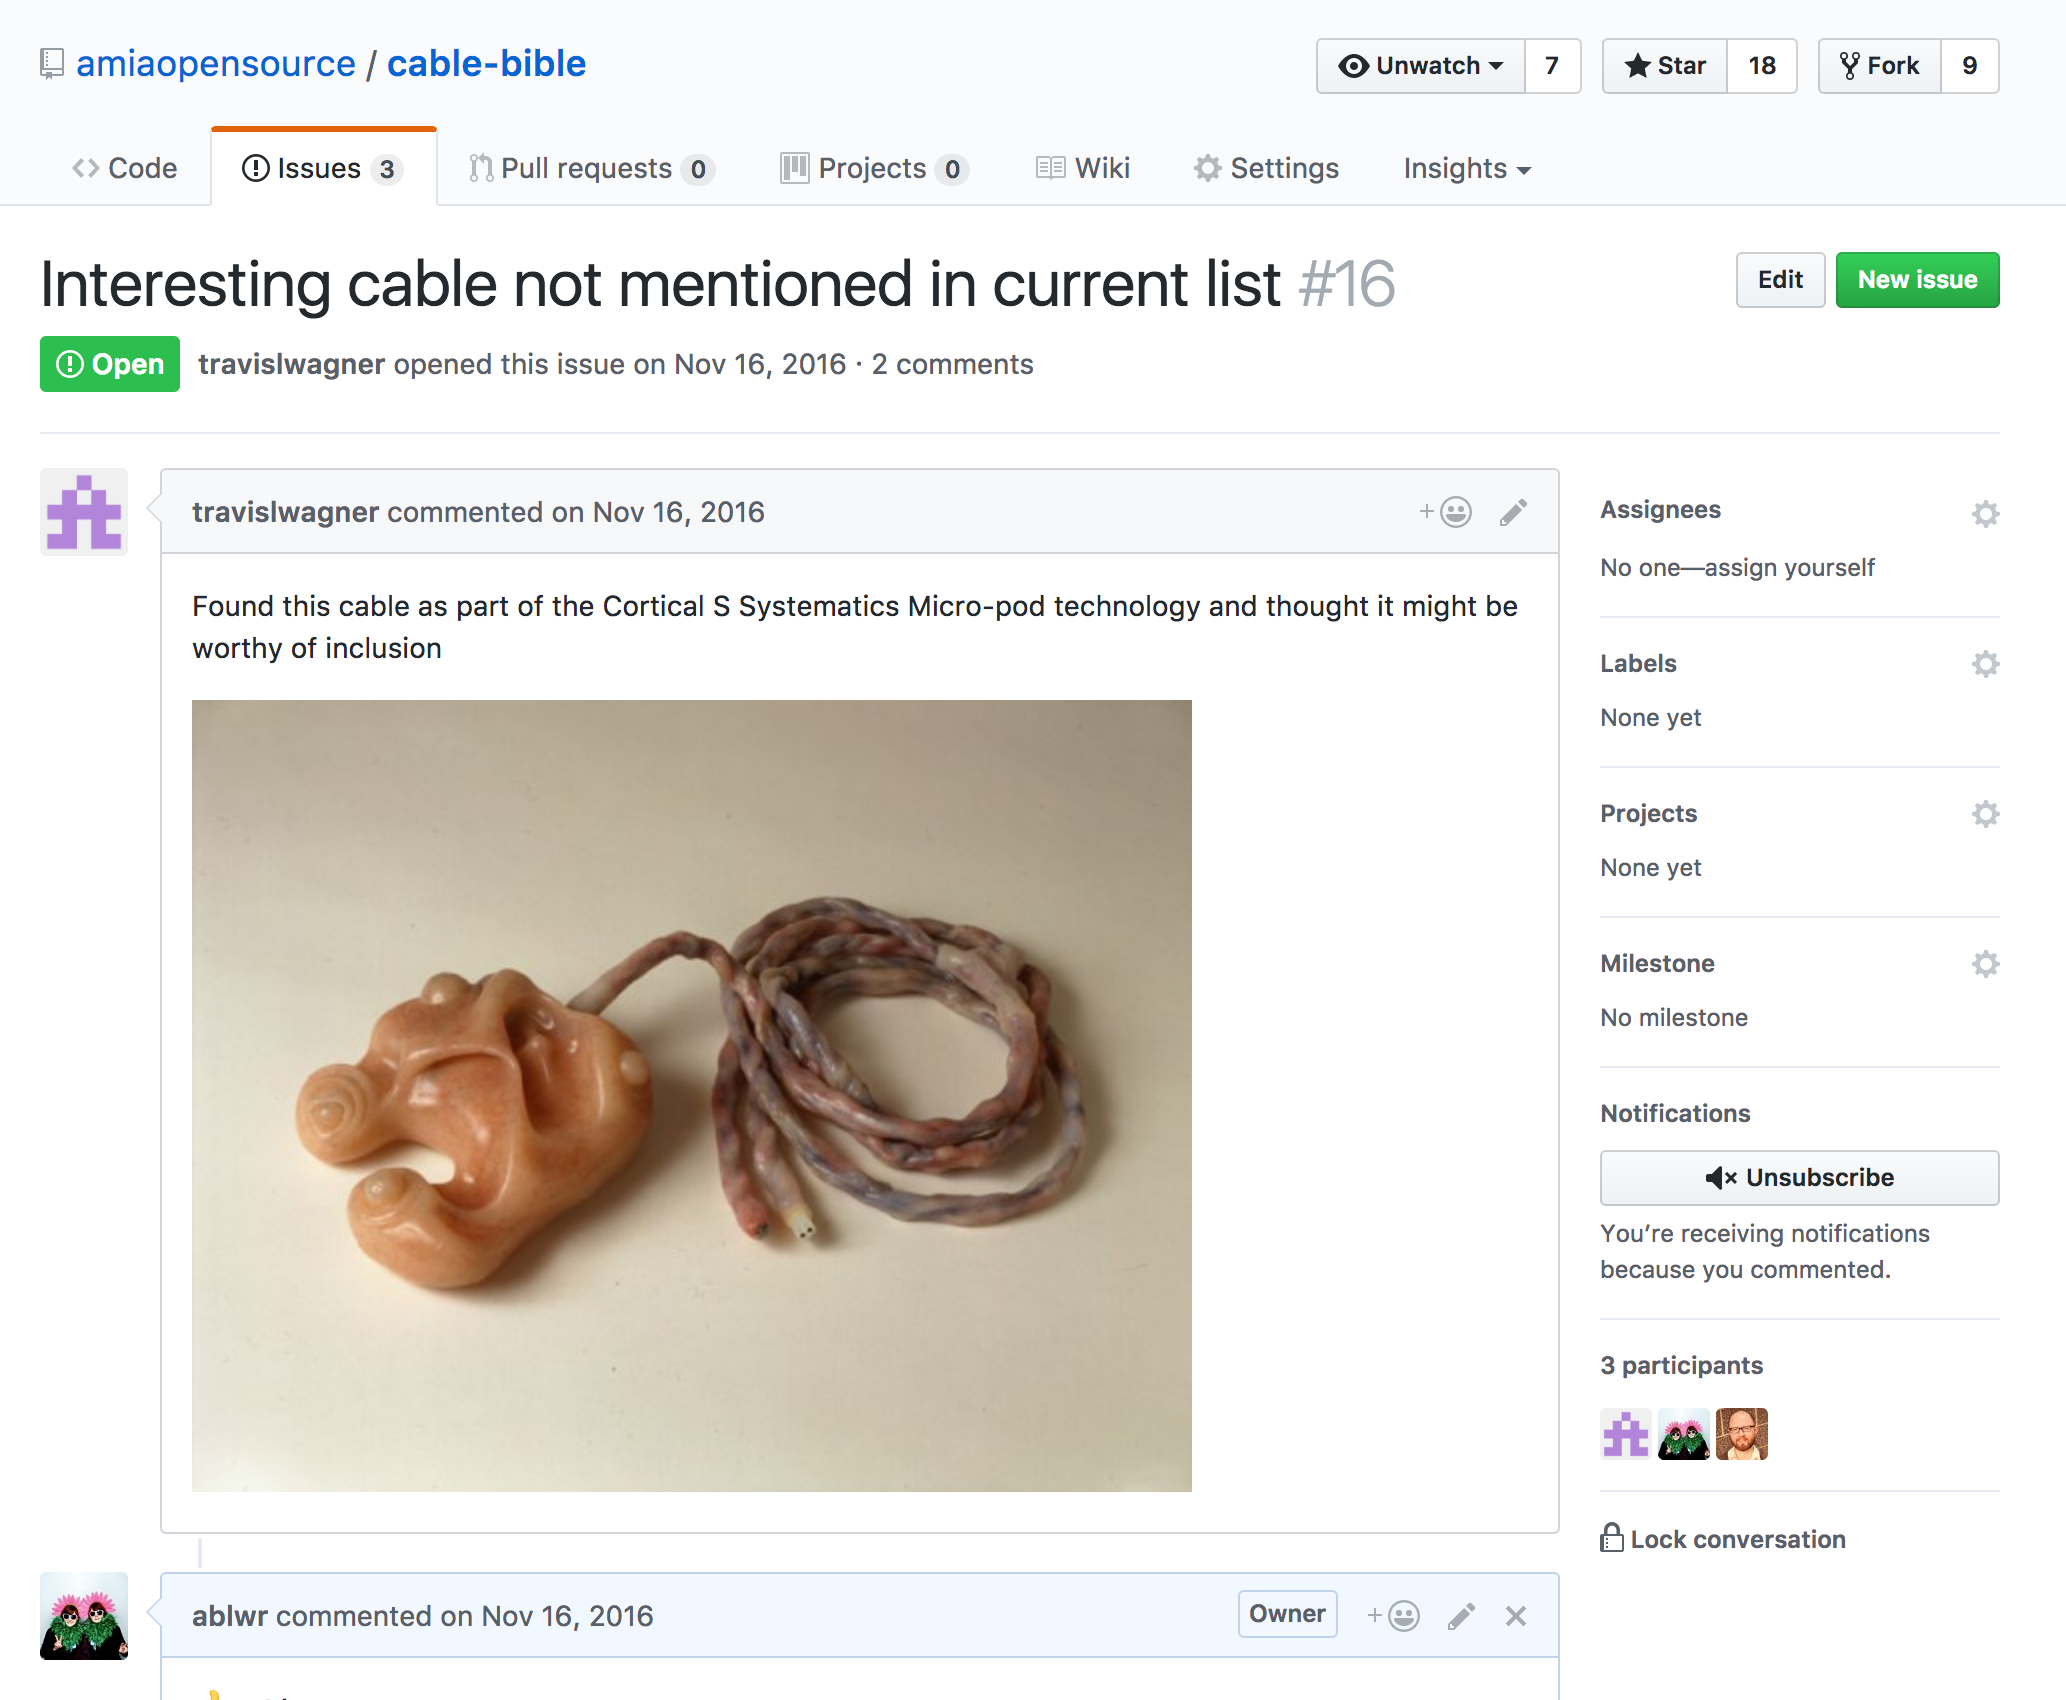 amiaopensource / cable-bible
Unwatch 7
Star 18
Fork 9
Code
Issues 3
Pull requests 0
Projects 0
Wiki
Settings
Insights
Interesting cable not mentioned in current list #16
Edit
New issue
Open
travislwagner opened this issue on Nov 16, 2016 · 2 comments
travislwagner commented on Nov 16, 2016
Found this cable as part of the Cortical S Systematics Micro-pod technology and thought it might be
worthy of inclusion
Assignees
No one—assign yourself
Labels
None yet
Projects
None yet
Milestone
No milestone
Notifications
Unsubscribe
You’re receiving notifications
because you commented.
3 participants
Lock conversation
ablwr commented on Nov 16, 2016
Owner